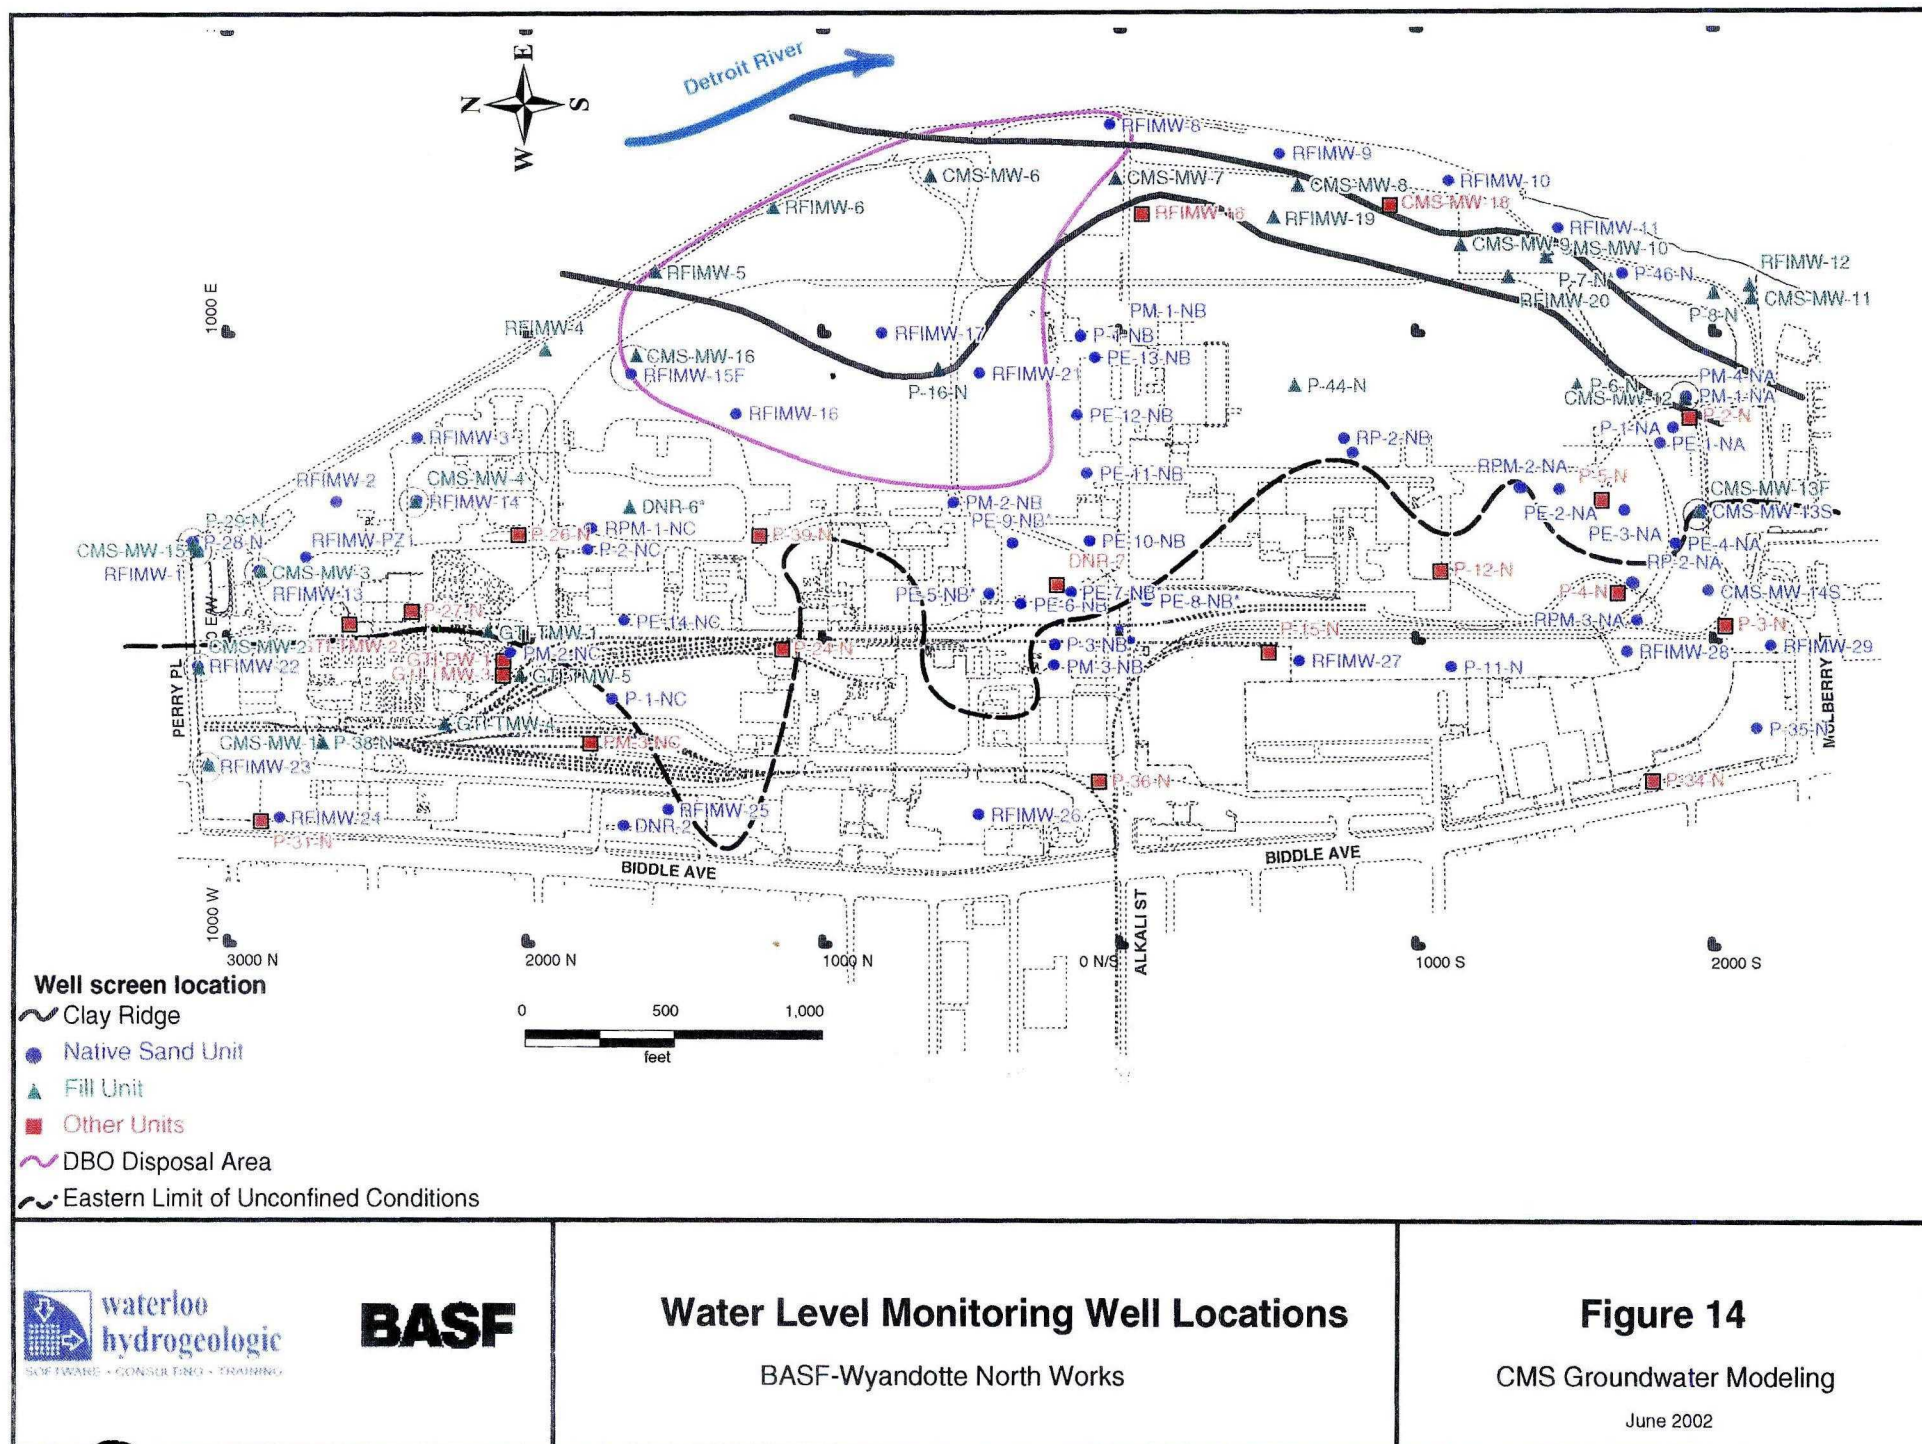 E
N
S
W
Detroit River
RFIMW-8
RFIMW-9
CMS-MW-6
CMS-MW-7
CMS-MW-8
RFIMW-10
RFIMW-6
RFIMW-18
RFIMW-19
CMS-MW-18
RFIMW-11
CMS-MW-9
CMS-MW-10
RFIMW-5
P-7-N*
P-46-N
RFIMW-12
RFIMW-20
CMS-MW-11
P-8-N
1000 E
RFIMW-4
RFIMW-17
PM-1-NB
P-1-NB
CMS-MW-16
PE-13-NB
RFIMW-15F
P-16-N
RFIMW-21
P-44-N
P-6-N
PM-4-NA
CMS-MW-12
PM-1-NA
RFIMW-16
PE-12-NB
P-2-N
P-1-NA
RFIMW-3
RP-2-NB
PE-1-NA
RFIMW-2
CMS-MW-4
PE-11-NB
RPM-2-NA
P-5-N
RFIMW-14
DNR-6*
PM-2-NB
CMS-MW-13F
P-29-N
RPM-1-NC
PE-9-NB*
PE-2-NA
CMS-MW-13S
P-28-N
RFIMW-PZ1
P-26-N
P-39-N
PE-10-NB
PE-3-NA
CMS-MW-15
P-2-NC
PE-4-NA
RFIMW-1
CMS-MW-3
DNR-7
P-12-N
RP-2-NA
RFIMW-13
PE-5-NB*
PE-7-NB
P-4-N
CMS-MW-14S
P-27-N
PE-6-NB
PE-8-NB*
PE-14-NC
RPM-3-NA
P-3-N
GTI-TMW-1
P-15-N
CMS-MW-2
GTI-TMW-2
PM-2-NC
P-24-N
P-3-NB
RFIMW-28
RFIMW-29
RFIMW-22
GTI-PW-1
PM-3-NB
RFIMW-27
P-11-N
GTI-TMW-3
GTI-TMW-5
P-1-NC
PERRY PL
MULBERRY ST
GTI-TMW-4
P-35-N
CMS-MW-1
P-38-N
PM-3-NC
RFIMW-23
P-36-N
P-34-N
RFIMW-24
RFIMW-25
RFIMW-26
P-31-N
DNR-2
BIDDLE AVE
BIDDLE AVE
1000 W
ALKALI ST
3000 N
2000 N
1000 N
0 N/S
1000 S
2000 S
Well screen location
Clay Ridge
Native Sand Unit
Fill Unit
Other Units
DBO Disposal Area
Eastern Limit of Unconfined Conditions
0
500
1,000
feet
waterloo
hydrogeologic
SOFTWARE • CONSULTING • TRAINING
BASF
Water Level Monitoring Well Locations
BASF-Wyandotte North Works
Figure 14
CMS Groundwater Modeling
June 2002